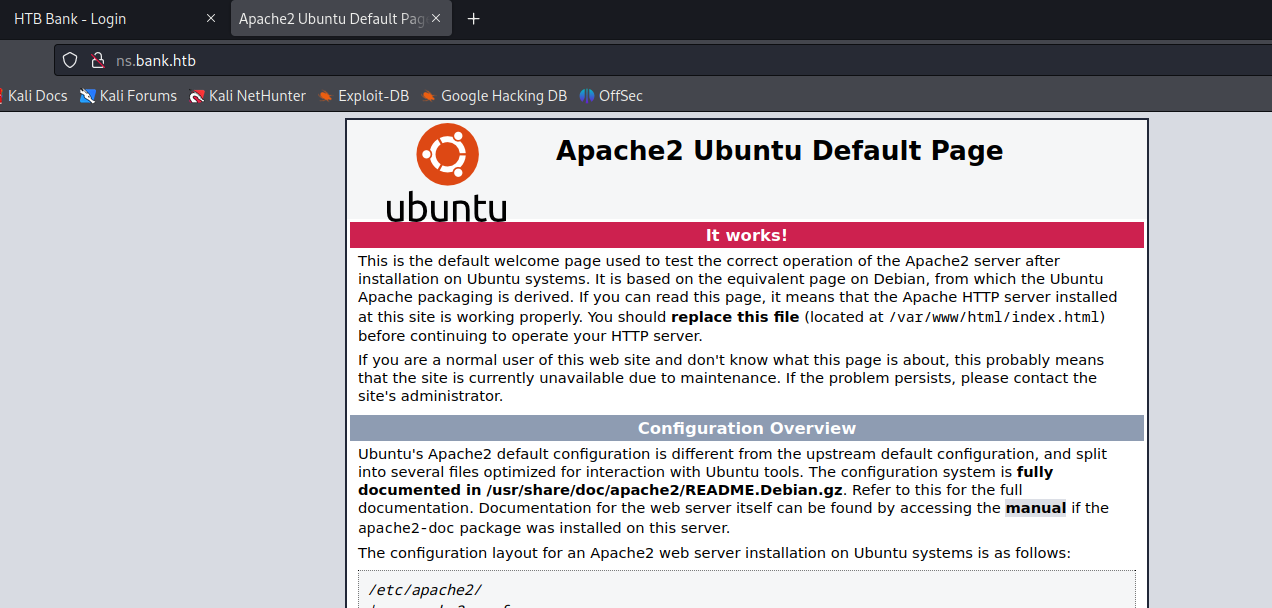 HTB Bank - Login
Apache2 Ubuntu Default Pag
ns.bank.htb
Kali Docs Kali Forums Kali NetHunter Exploit-DB Google Hacking DB OffSec
ubuntu
Apache2 Ubuntu Default Page
It works!
This is the default welcome page used to test the correct operation of the Apache2 server after
installation on Ubuntu systems. It is based on the equivalent page on Debian, from which the Ubuntu
Apache packaging is derived. If you can read this page, it means that the Apache HTTP server installed
at this site is working properly. You should replace this file (located at /var/www/html/index.html)
before continuing to operate your HTTP server.
If you are a normal user of this web site and don't know what this page is about, this probably means
that the site is currently unavailable due to maintenance. If the problem persists, please contact the
site's administrator.
Configuration Overview
Ubuntu's Apache2 default configuration is different from the upstream default configuration, and split
into several files optimized for interaction with Ubuntu tools. The configuration system is fully
documented in /usr/share/doc/apache2/README.Debian.gz. Refer to this for the full
documentation. Documentation for the web server itself can be found by accessing the manual if the
apache2-doc package was installed on this server.
The configuration layout for an Apache2 web server installation on Ubuntu systems is as follows:
/etc/apache2/